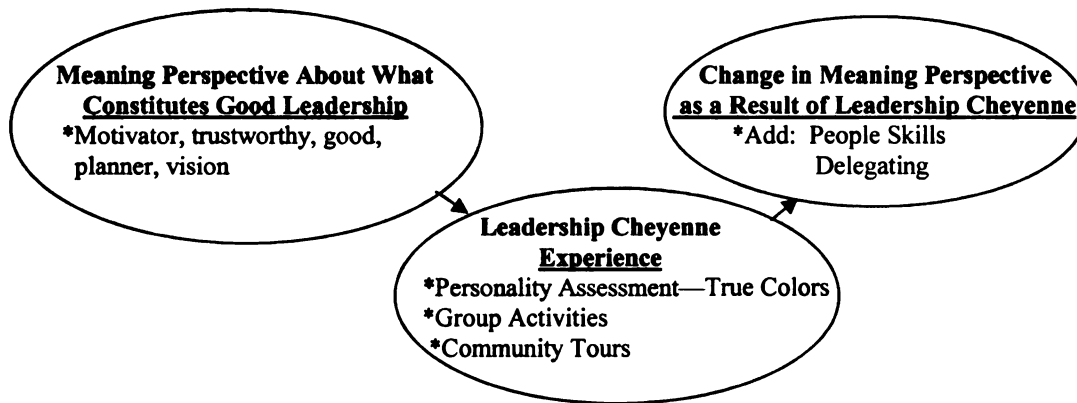 Meaning Perspective About What
Constitutes Good Leadership
*Motivator, trustworthy, good,
planner, vision
Change in Meaning Perspective
as a Result of Leadership Cheyenne
*Add: People Skills
Delegating
Leadership Cheyenne
Experience
*Personality Assessment—True Colors
*Group Activities
*Community Tours